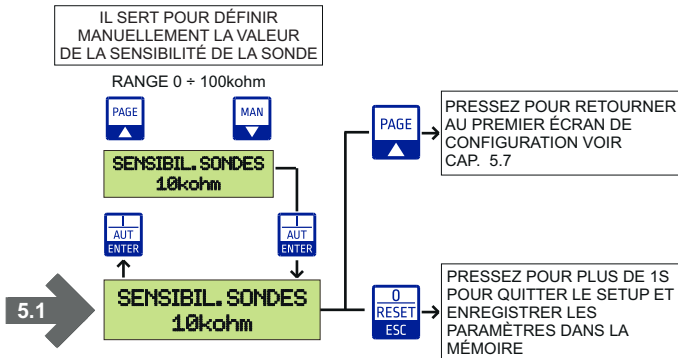 IL SERT POUR DÉFINIR
MANUELLEMENT LA VALEUR
DE LA SENSIBILITÉ DE LA SONDE
RANGE 0 ÷ 100kohm
PAGE
MAN
SENSIBIL.SONDES
10kohm
I
AUT
ENTER
I
AUT
ENTER
5.1
SENSIBIL.SONDES
10kohm
PAGE
PRESSEZ POUR RETOURNER
AU PREMIER ÉCRAN DE
CONFIGURATION VOIR
CAP. 5.7
0
RESET
ESC
PRESSEZ POUR PLUS DE 1S
POUR QUITTER LE SETUP ET
ENREGISTRER LES
PARAMÈTRES DANS LA
MÉMOIRE